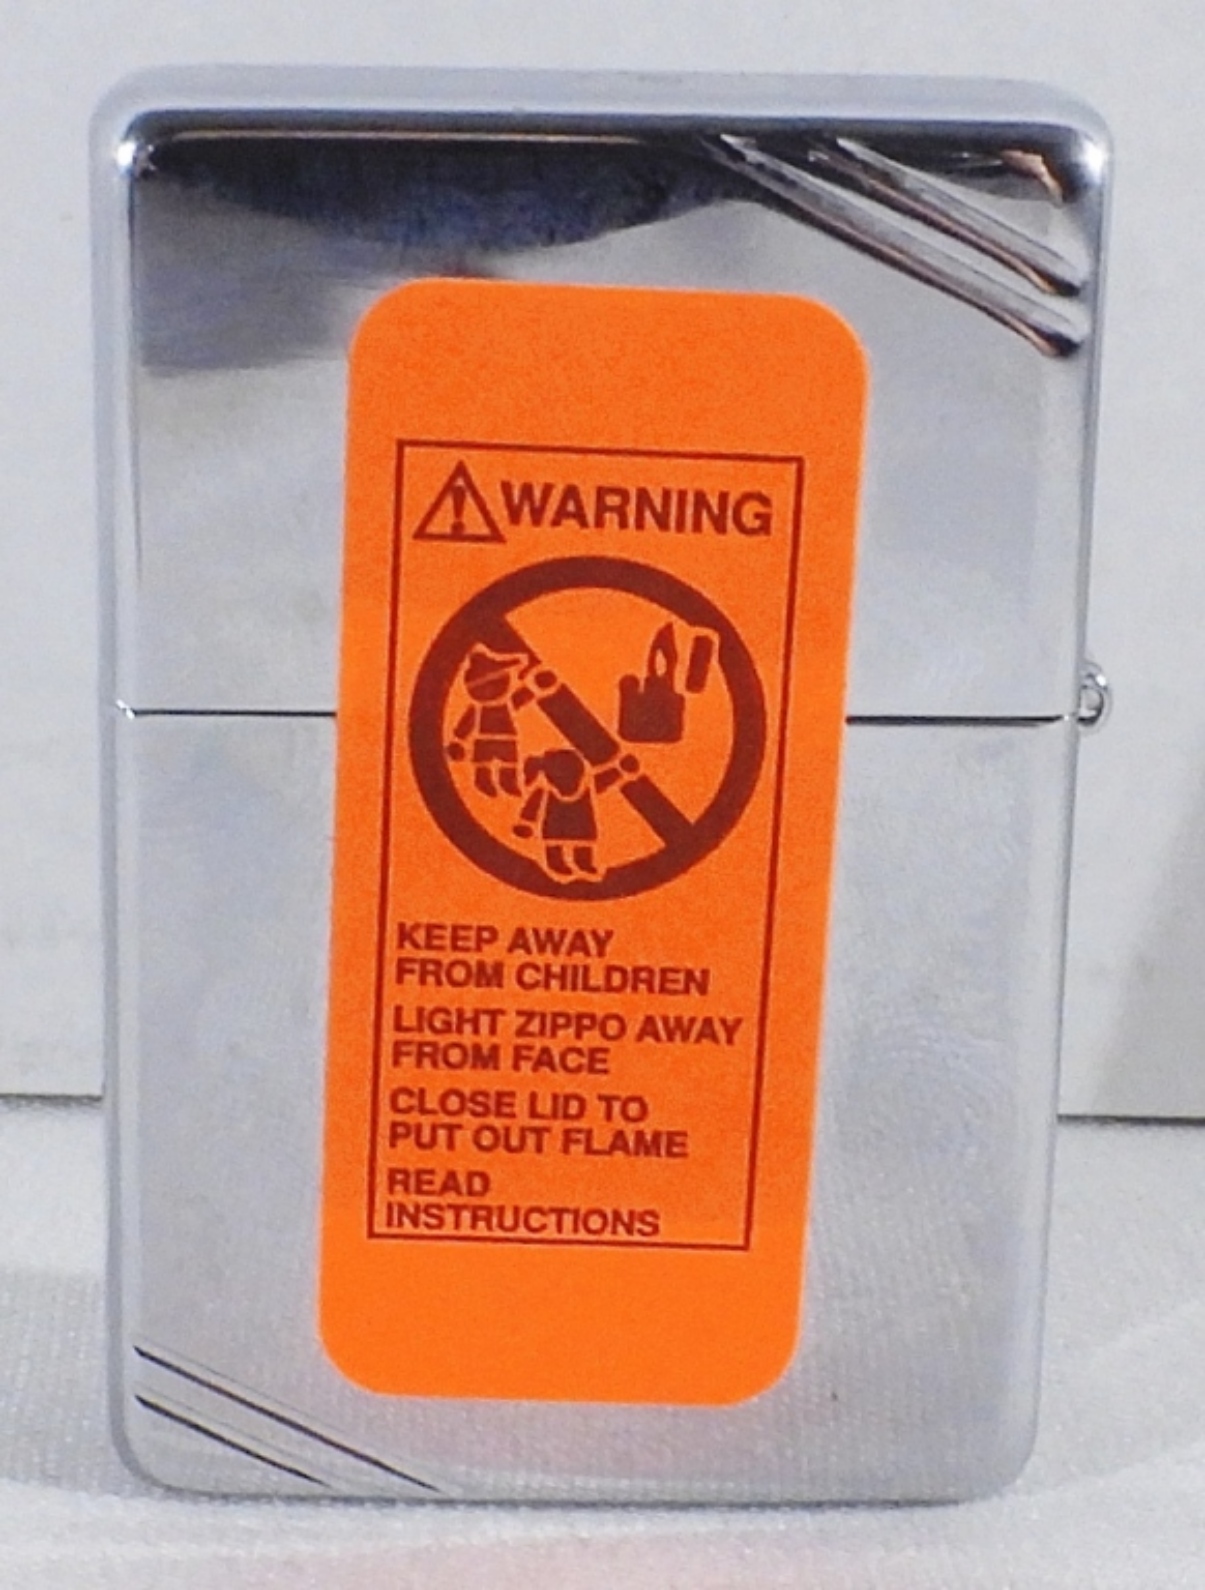 WARNING
KEEP AWAY
FROM CHILDREN
LIGHT ZIPPO AWAY
FROM FACE
CLOSE LID TO
PUT OUT FLAME
READ
INSTRUCTIONS